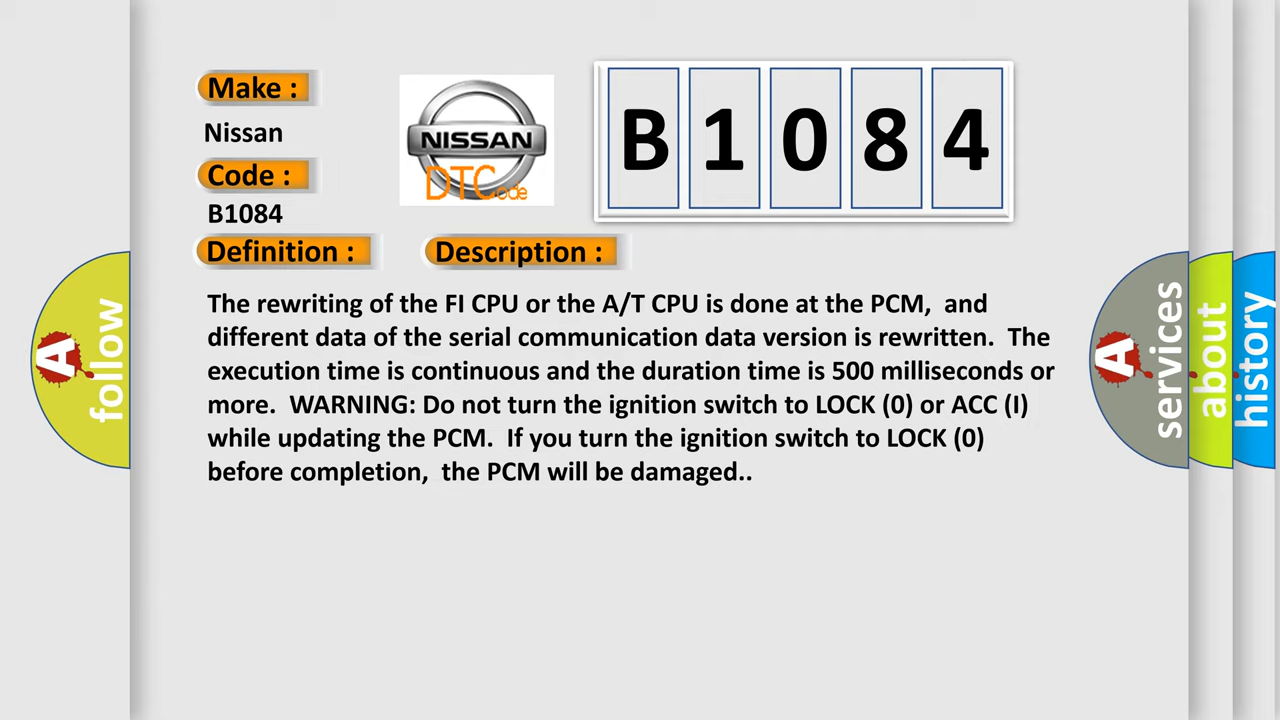 Make :
Nissan
Code :
B1084
Definition :
Description :
NISSAN
DTCode
B1084
The rewriting of the FI CPU or the A/T CPU is done at the PCM, and
different data of the serial communication data version is rewritten The
execution time is continuous and the duration time is 500 milliseconds or
more WARNING: Do not turn the ignition switch to LOCK (0) or ACC (I)
while updating the PCM If you turn the ignition switch to LOCK (0)
before completion, the PCM will be damaged..
A follow
A services
about
history